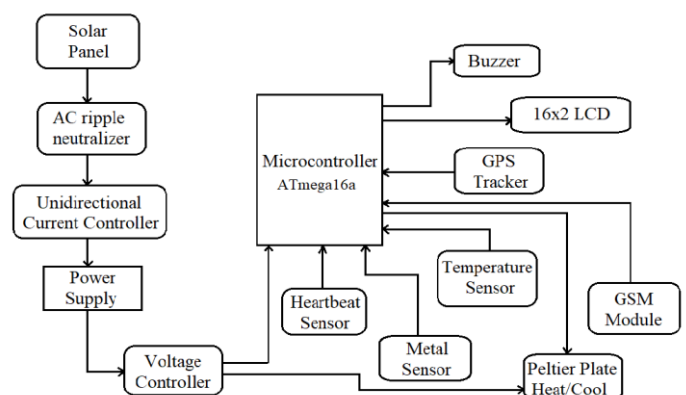 Solar
Panel
AC ripple
neutralizer
Unidirectional
Current Controller
Power
Supply
Voltage
Controller
Microcontroller
ATmega16a
Heartbeat
Sensor
Metal
Sensor
Buzzer
16x2 LCD
GPS
Tracker
Temperature
Sensor
GSM
Module
Peltier Plate
Heat/Cool